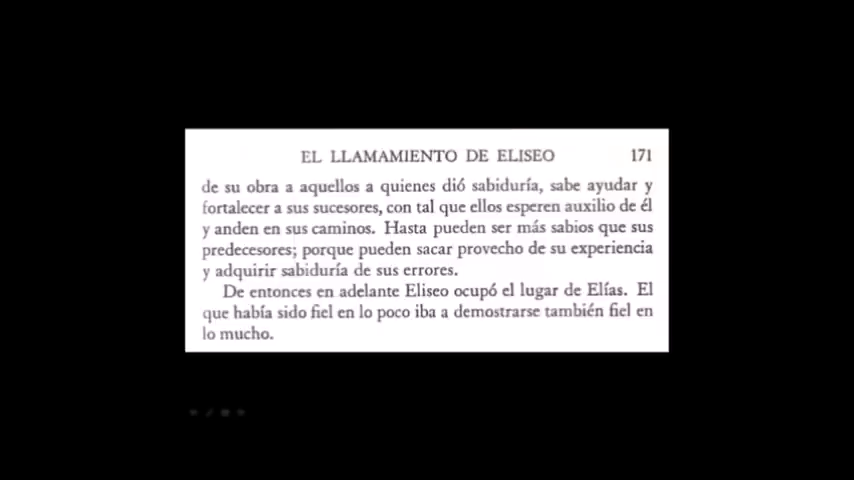 EL LLAMAMIENTO DE ELISEO 171
de su obra a aquellos a quienes dió sabiduría, sabe ayudar y
fortalecer a sus sucesores, con tal que ellos esperen auxilio de él
y anden en sus caminos. Hasta pueden ser más sabios que sus
predecesores; porque pueden sacar provecho de su experiencia
y adquirir sabiduría de sus errores.
De entonces en adelante Eliseo ocupó el lugar de Elías. El
que había sido fiel en lo poco iba a demostrarse también fiel en
lo mucho.